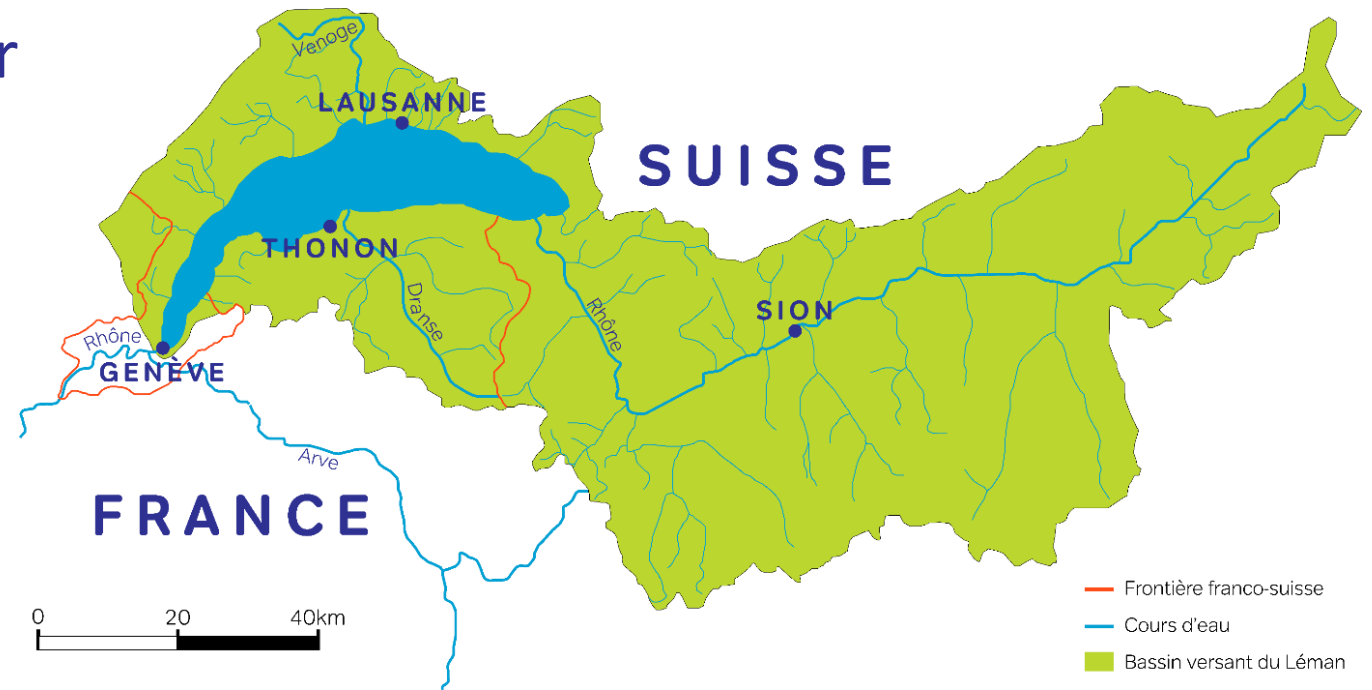 r
Venoge
LAUSANNE
SUISSE
THONON
Dranse
Rhône
SION
Rhône
GENÈVE
Arve
FRANCE
0 20 40km
Frontière franco-suisse
Cours d'eau
Bassin versant du Léman